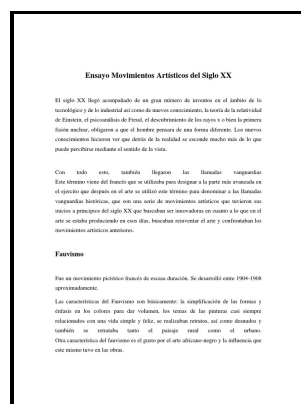 Ensayo Movimientos Artísticos del Siglo XX
El siglo XX llegó acompañado de un gran número de inventos en el ámbito de lo
tecnológico y de lo industrial así como de nuevos conocimiento, la teoría de la relatividad
de Einstein, el psicoanálisis de Freud, el descubrimiento de los rayos x o bien la primera
fisión nuclear, obligaron a que el hombre pensara de una forma diferente. Los nuevos
conocimientos hicieron ver que detrás de la realidad se esconde mucho más de lo que
puede percibirse mediante el sentido de la vista.
Con todo esto, también llegaron las llamadas vanguardias
Este término viene del francés que se utilizaba para designar a la parte más avanzada en
el ejercito que después en el arte se utilizó este término para denominar a las llamadas
vanguardias históricas, que son una serie de movimientos artísticos que tuvieron sus
inicios a principios del siglo XX que buscaban ser innovadoras en cuanto a lo que en el
arte se estaba produciendo en esos días, buscaban reinventar el arte y confrontaban los
movimientos artísticos anteriores.
Fauvismo
Fue un movimiento pictórico francés de escasa duración. Se desarrolló entre 1904-1908
aproximadamente.
Las características del Fauvismo son básicamente: la simplificación de las formas y
énfasis en los colores para dar volumen, los temas de las pinturas casi siempre
relacionados con una vida simple y feliz, se realizaban retratos, así como desnudos y
también se retrataba tanto el paisaje rural como el urbano.
Otra característica del fauvismo es el gusto por el arte africano-negro y la influencia que
este mismo tuvo en las obras.